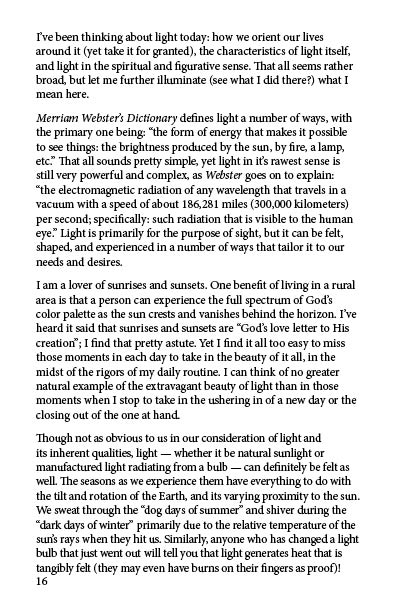 I've been thinking about light today: how we orient our lives
around it (yet take it for granted), the characteristics of light itself,
and light in the spiritual and figurative sense. That all seems rather
broad, but let me further illuminate (see what I did there?) what I
mean here.
Merriam Webster's Dictionary defines light a number of ways, with
the primary one being: “the form of energy that makes it possible
to see things: the brightness produced by the sun, by fire, a lamp,
etc.” That all sounds pretty simple, yet light in it's rawest sense is
still very powerful and complex, as Webster goes on to explain:
“the electromagnetic radiation of any wavelength that travels in a
vacuum with a speed of about 186,281 miles (300,000 kilometers)
per second; specifically: such radiation that is visible to the human
eye.” Light is primarily for the purpose of sight, but it can be felt,
shaped, and experienced in a number of ways that tailor it to our
needs and desires.
I am a lover of sunrises and sunsets. One benefit of living in a rural
area is that a person can experience the full spectrum of God's
color palette as the sun crests and vanishes behind the horizon. I've
heard it said that sunrises and sunsets are “God's love letter to His
creation”; I find that pretty astute. Yet I find it all too easy to miss
those moments in each day to take in the beauty of it all, in the
midst of the rigors of my daily routine. I can think of no greater
natural example of the extravagant beauty of light than in those
moments when I stop to take in the ushering in of a new day or the
closing out of the one at hand.
Though not as obvious to us in our consideration of light and
its inherent qualities, light — whether it be natural sunlight or
manufactured light radiating from a bulb — can definitely be felt as
well. The seasons as we experience them have everything to do with
the tilt and rotation of the Earth, and its varying proximity to the sun.
We sweat through the “dog days of summer” and shiver during the
“dark days of winter” primarily due to the relative temperature of the
sun's rays when they hit us. Similarly, anyone who has changed a light
bulb that just went out will tell you that light generates heat that is
tangibly felt (they may even have burns on their fingers as proof)!
16